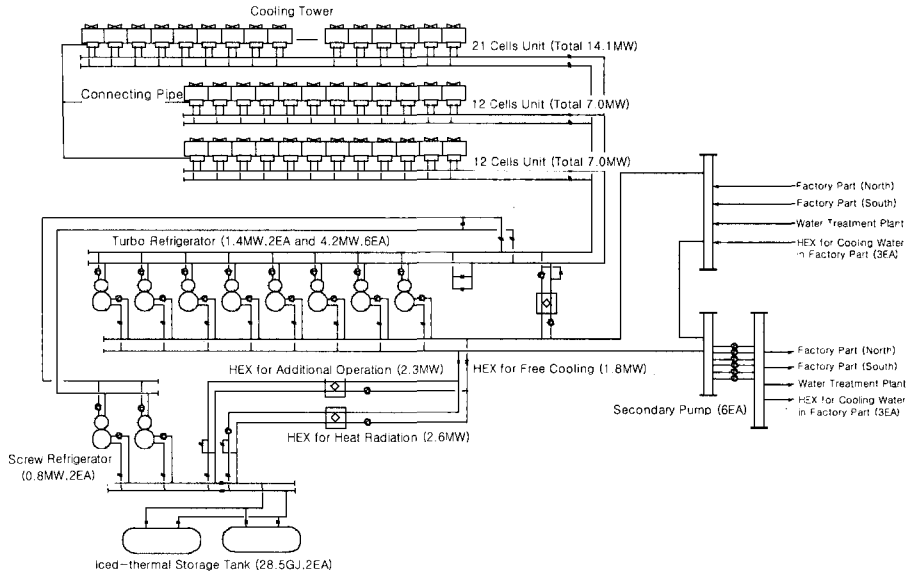 Cooling Tower
21 Cells Unit (Total 14.1MW)
Connecting Pipe
12 Cells Unit (Total 7.0MW)
12 Cells Unit (Total 7.0MW)
Factory Part (North)
Factory Part (South)
Water Treatment Plant
HEX for Cooling Water
in Factory Part (3EA)
Turbo Refrigerator (1.4MW,2EA and 4.2MW,6EA)
HEX for Additional Operation (2.3MW)
HEX for Free Cooling (1.8MW)
Factory Part (North)
Factory Part (South)
Water Treatment Plant
HEX for Cooling Water
in Factory Part (3EA)
Secondary Pump (6EA)
HEX for Heat Radiation (2.6MW)
Screw Refrigerator
(0.8MW,2EA)
Iced-thermal Storage Tank (28.5GJ,2EA)